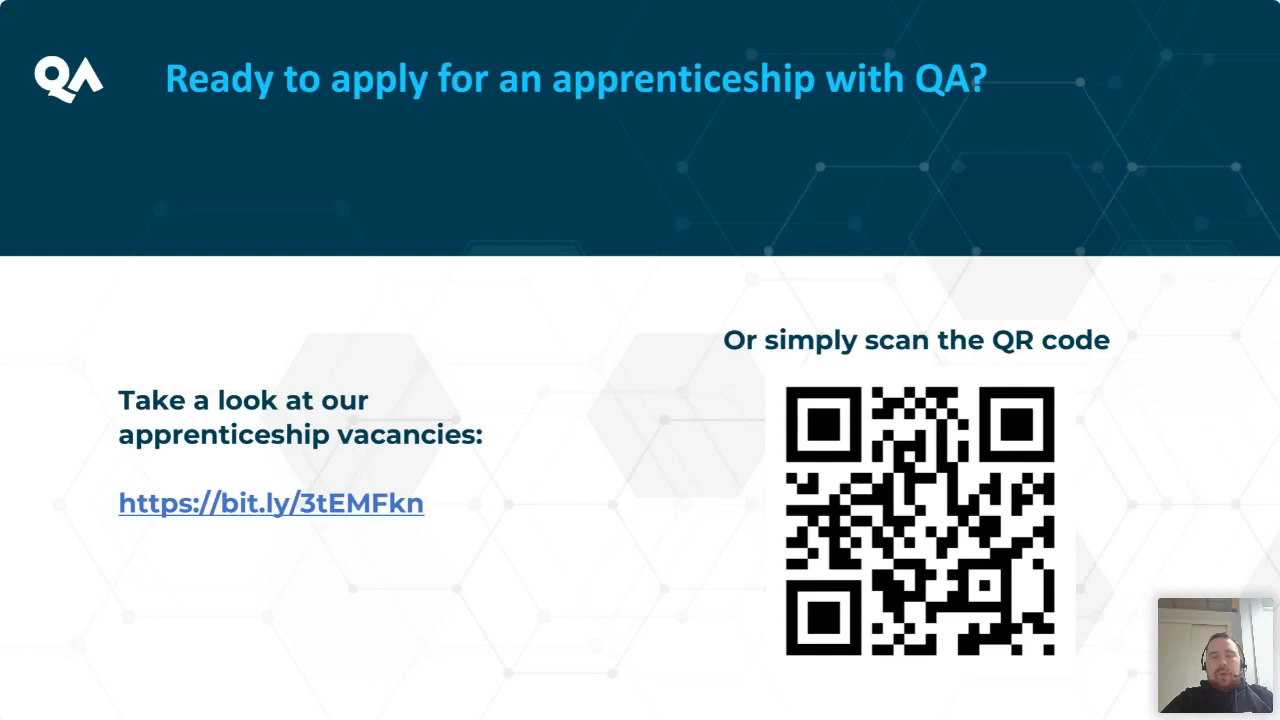 QA
Ready to apply for an apprenticeship with QA?
Take a look at our
apprenticeship vacancies:
https://bit.ly/3tEMFkn
Or simply scan the QR code